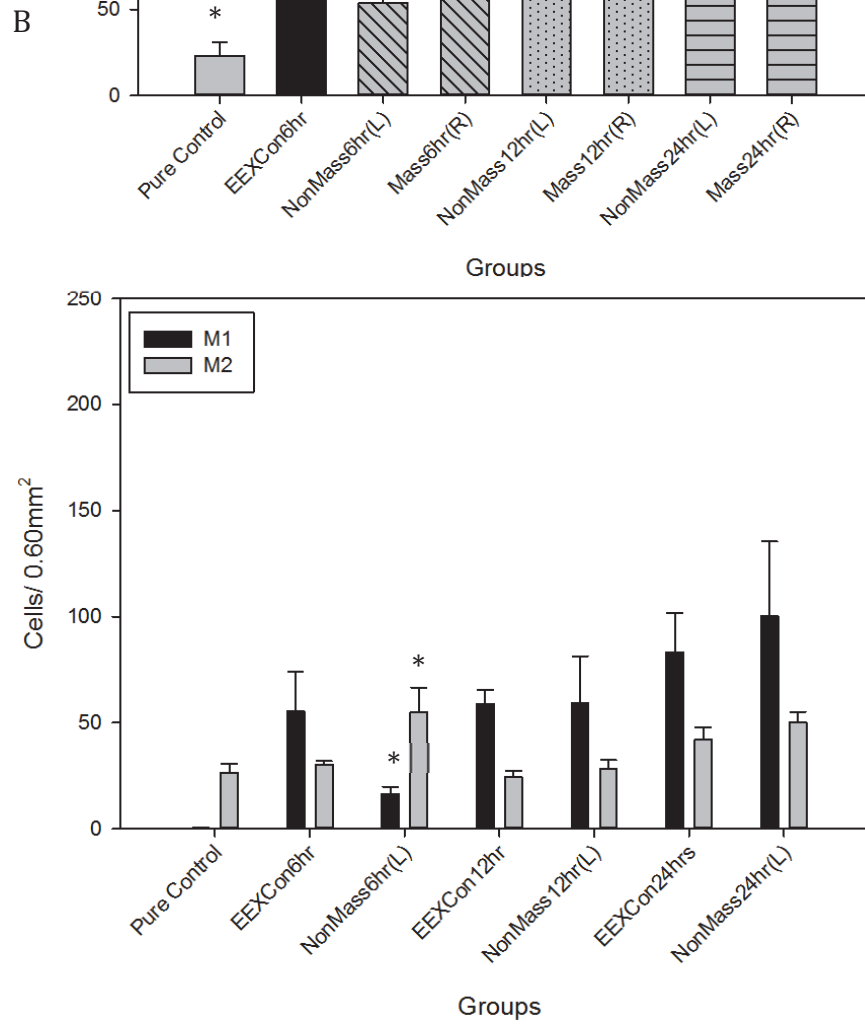 B
50
*
0
Pure Control
EEXCon6hr
NonMass6hr(L)
Mass6hr(R)
NonMass12hr(L)
Mass12hr(R)
NonMass24hr(L)
Mass24hr(R)
Groups
250
M1
M2
200
150
Cells/ 0.60mm²
100
*
50
*
0
Pure Control
EEXCon6hr
NonMass6hr(L)
EEXCon12hr
NonMass12hr(L)
EEXCon24hrs
NonMass24hr(L)
Groups